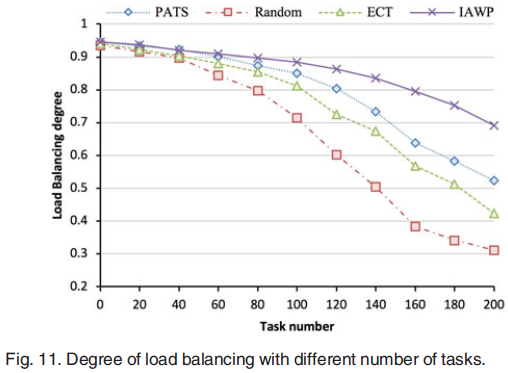 PATS Random ECT IAWP
1
0.9
0.8
0.7
0.6
0.5
0.4
0.3
0.2
Load Balancing degree
0 20 40 60 80 100 120 140 160 180 200
Task number
Fig. 11. Degree of load balancing with different number of tasks.